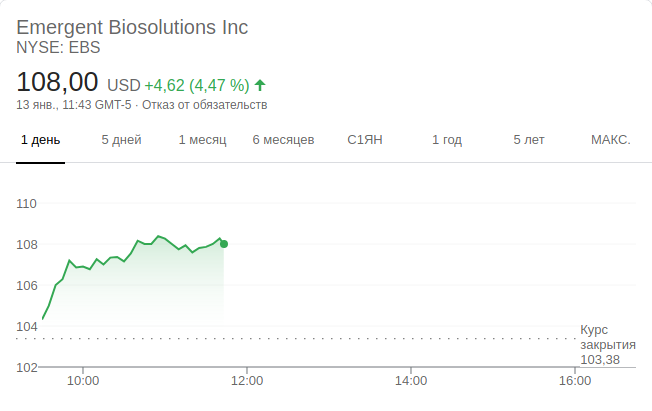 Emergent Biosolutions Inc
NYSE: EBS
108,00 USD +4,62 (4,47 %) ↑
13 янв., 11:43 GMT-5 · Отказ от обязательств
1 день 5 дней 1 месяц 6 месяцев С1ЯН 1 год 5 лет МАКС.
110
108
106
104
Курс
закрытия
103,38
102
10:00 12:00 14:00 16:00